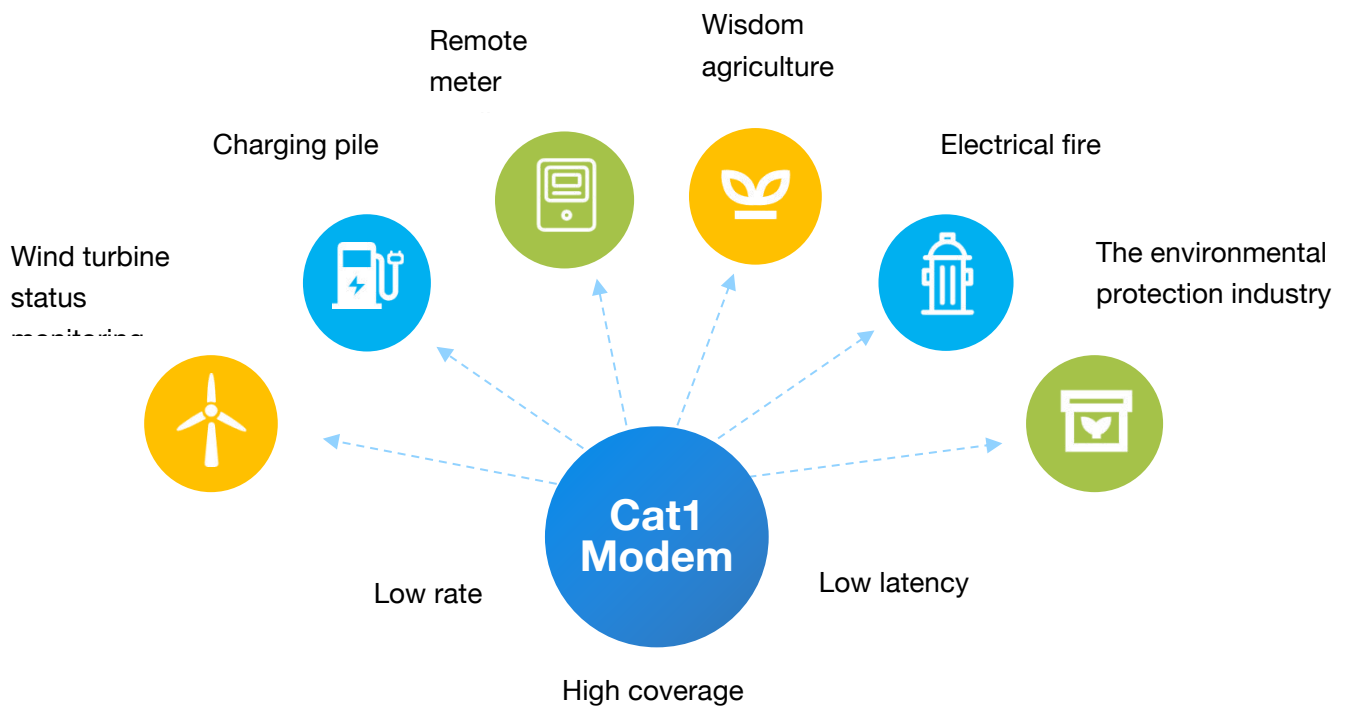 Wisdom
agriculture
Remote
meter
Charging pile
Electrical fire
Wind turbine
status
monitoring
The environmental
protection industry
Cat1
Modem
Low rate
Low latency
High coverage